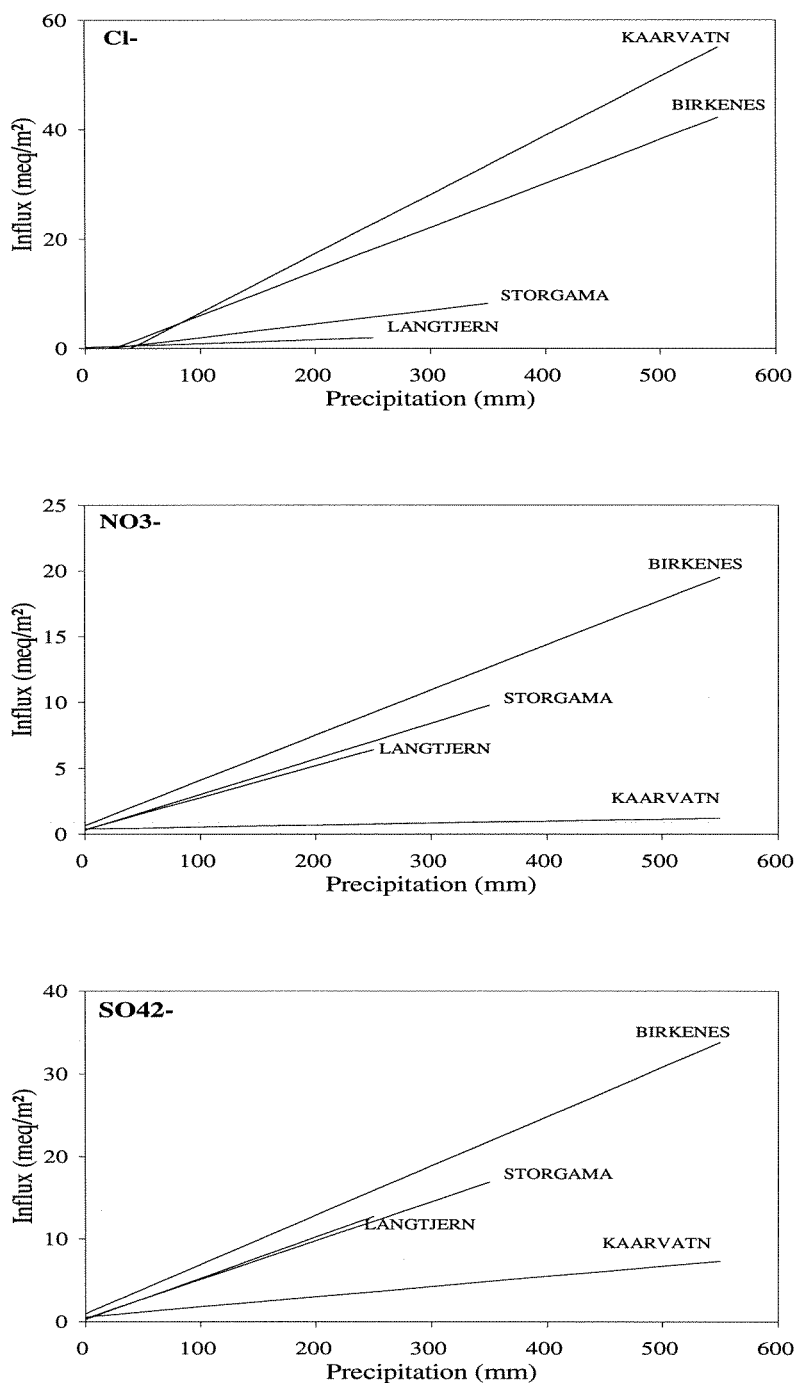 Cl-
KAARVATN
BIRKENES
STORGAMA
LANGTJERN
Influx (meq/m²)
60
40
20
0
0 100 200 300 400 500 600
Precipitation (mm)
NO3-
BIRKENES
STORGAMA
LANGTJERN
KAARVATN
Influx (meq/m²)
25
20
15
10
5
0
0 100 200 300 400 500 600
Precipitation (mm)
SO42-
BIRKENES
STORGAMA
LANGTJERN
KAARVATN
Influx (meq/m²)
40
30
20
10
0
0 100 200 300 400 500 600
Precipitation (mm)